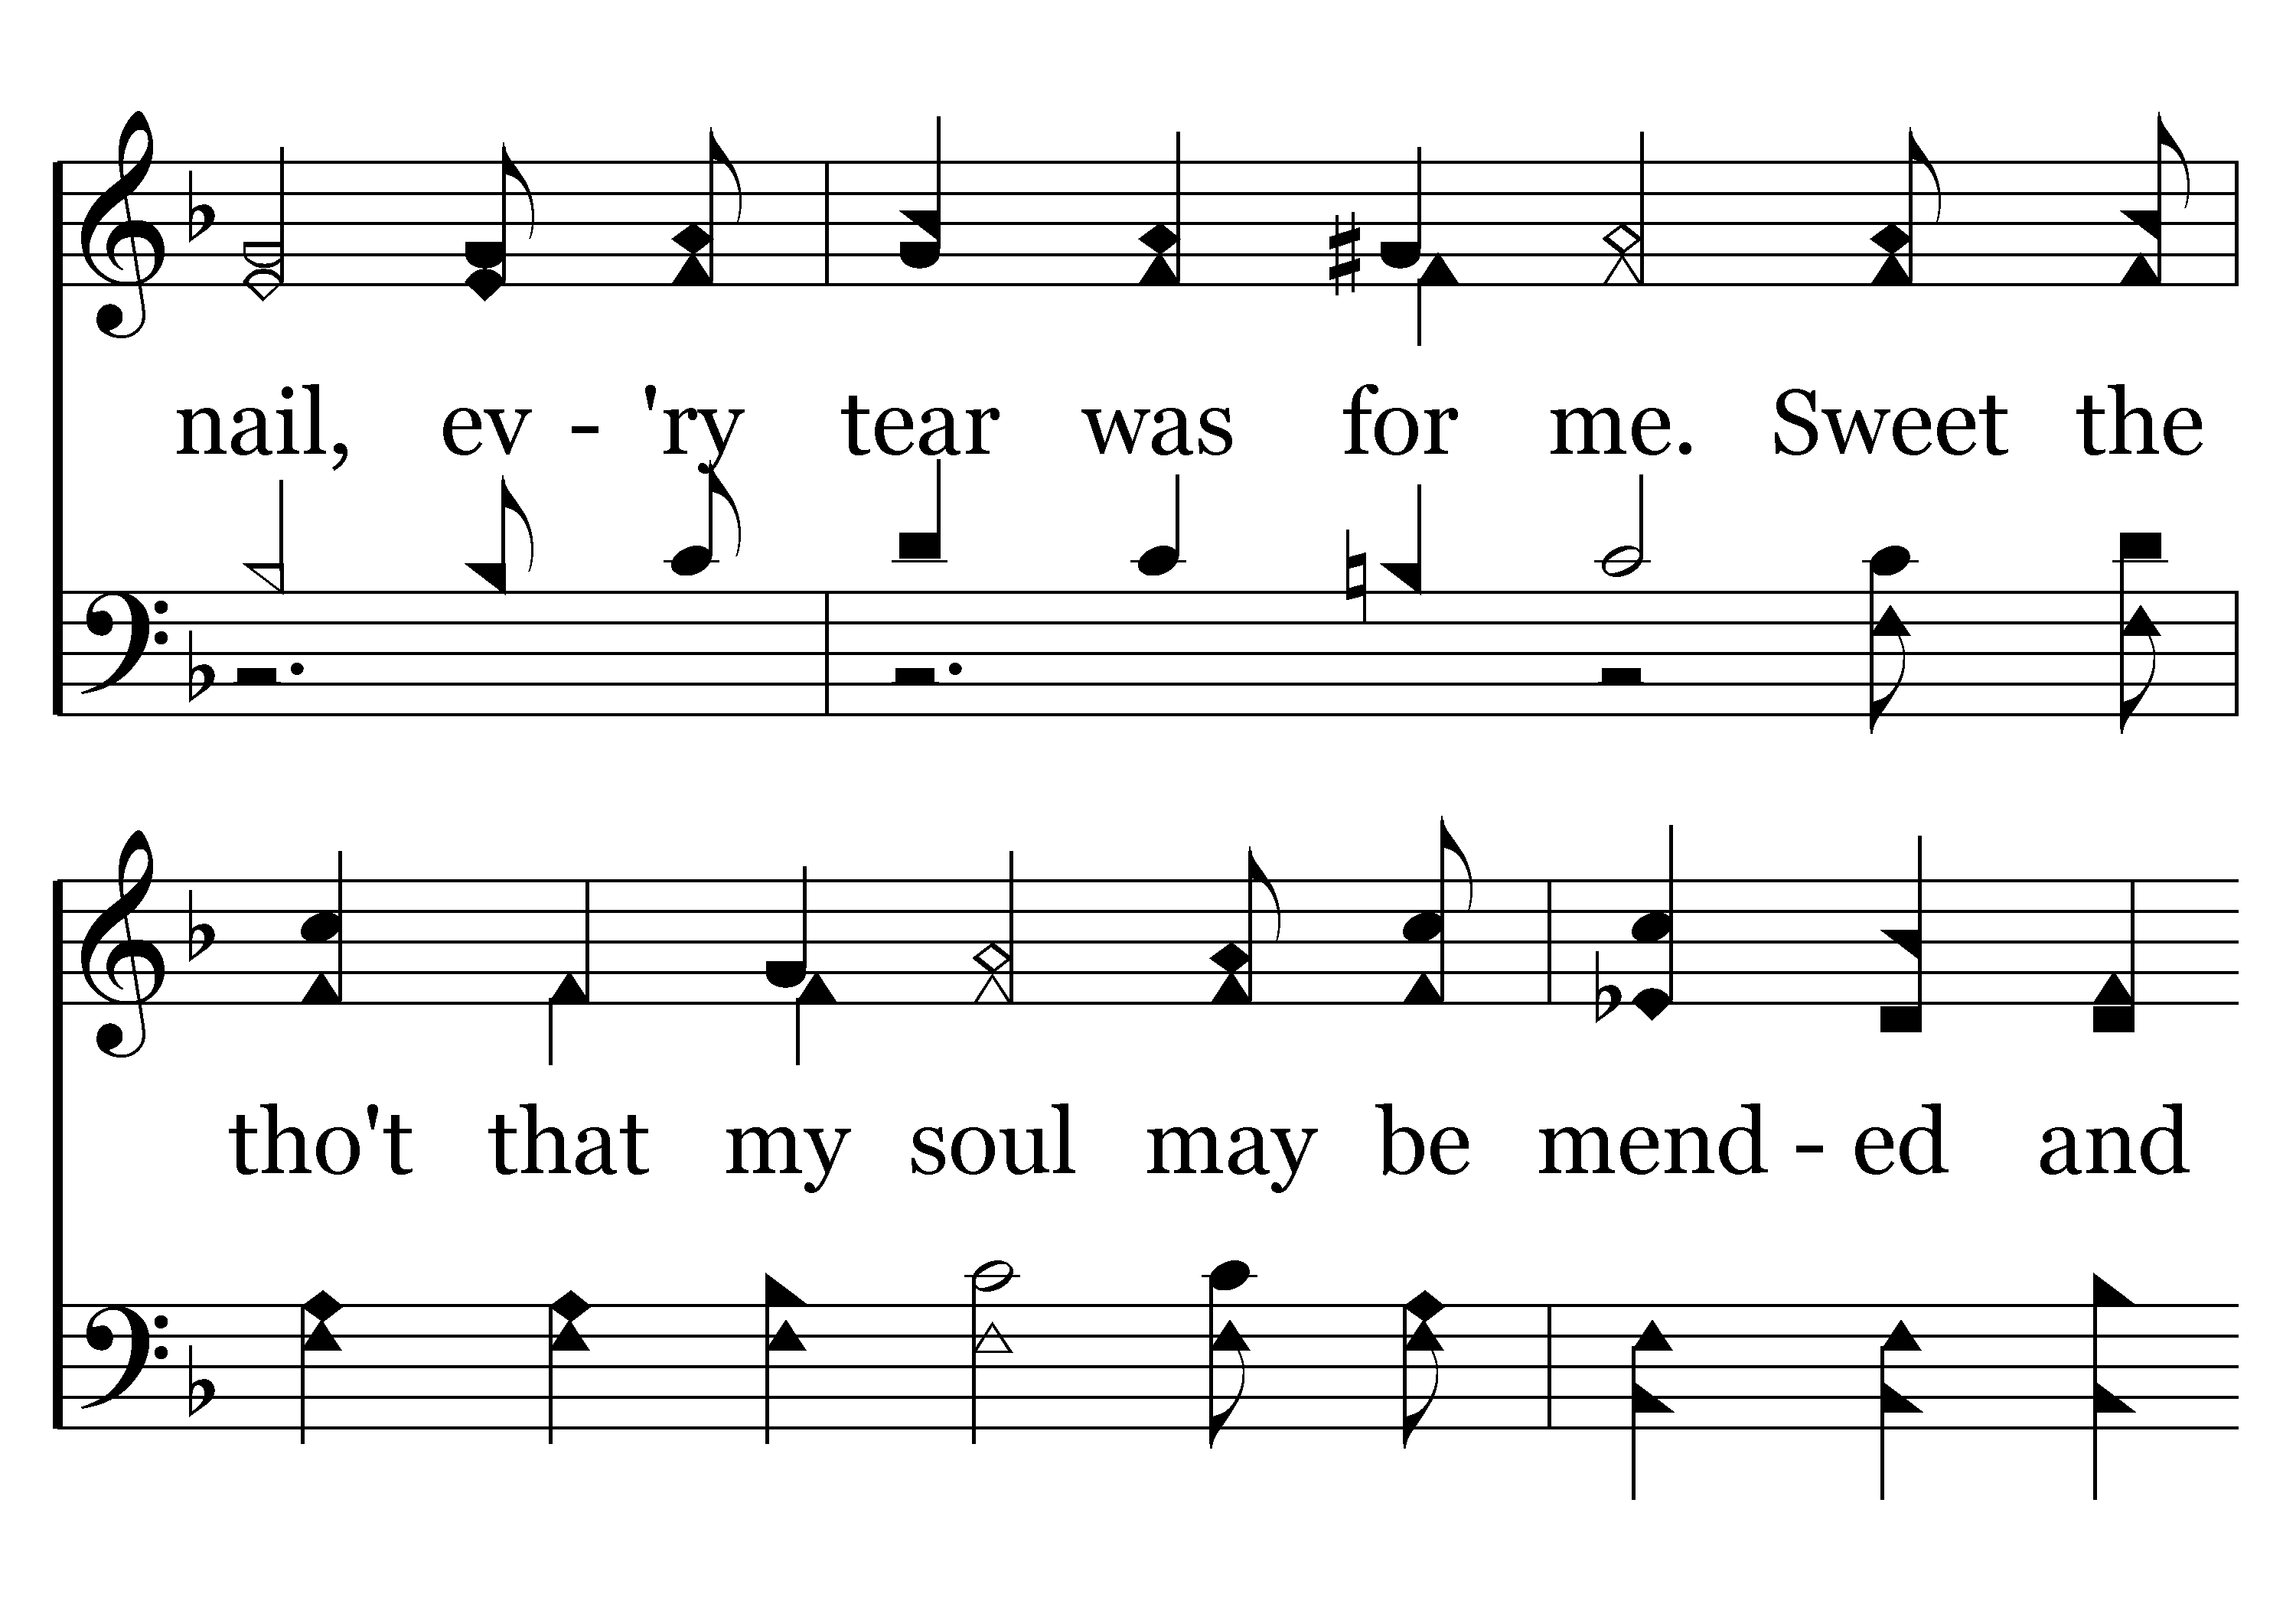 nail, ev - 'ry tear was for me. Sweet the
tho't that my soul may be mend - ed and